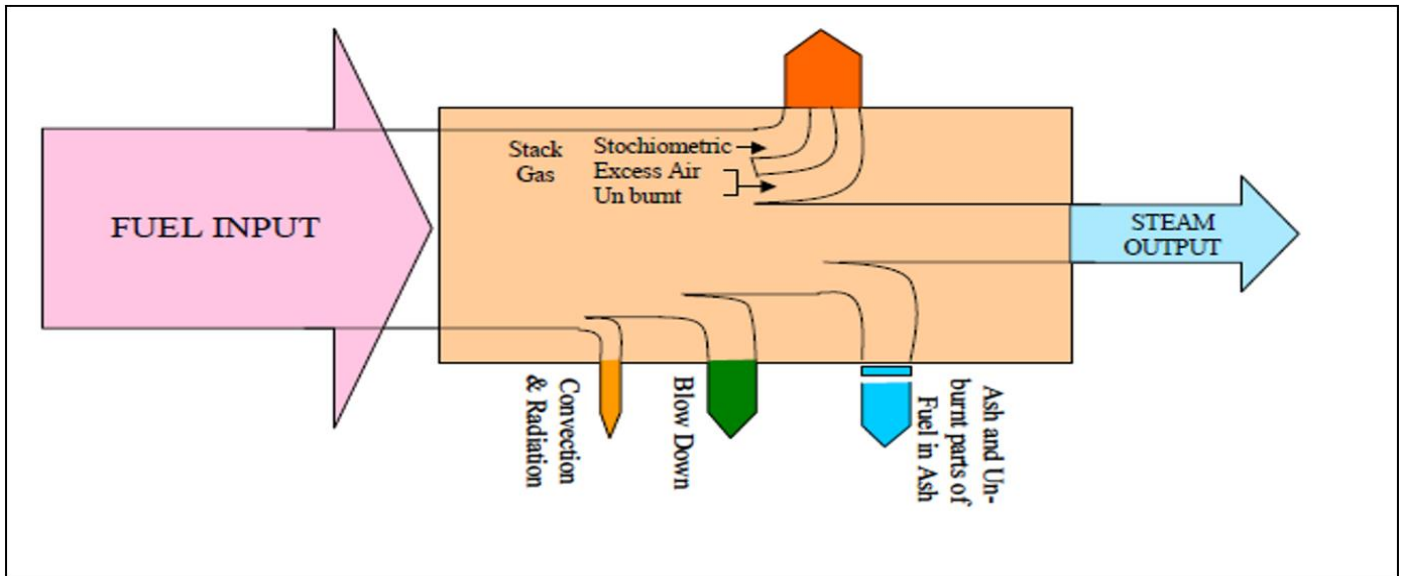 FUEL INPUT
Stack
Gas
Stochiometric
Excess Air
Un burnt
STEAM
OUTPUT
Convection
& Radiation
Blow Down
Ash and Un-
burnt parts of
Fuel in Ash